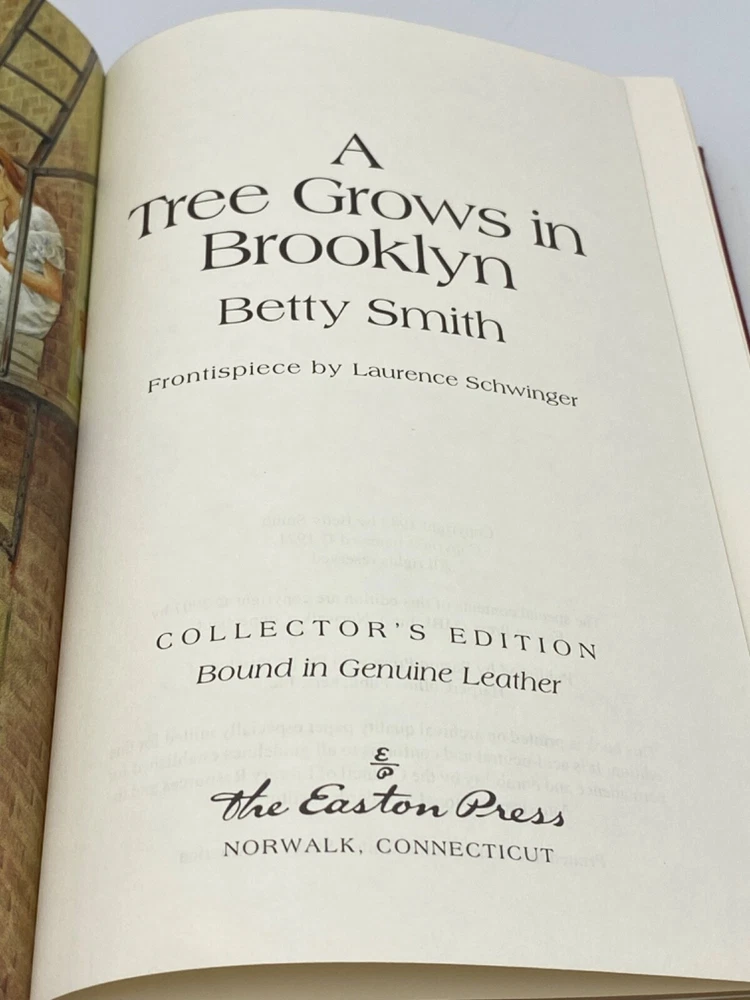 A
Tree Grows in
Brooklyn
Betty Smith
Frontispiece by Laurence Schwinger
COLLECTOR'S EDITION
Bound in Genuine Leather
EP
The Easton Press
NORWALK, CONNECTICUT